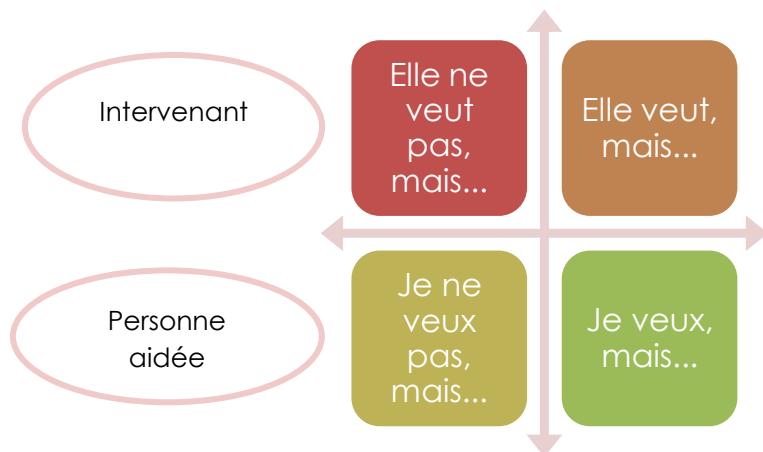 Intervenant
Elle ne
veut
pas,
mais...
Elle veut,
mais...
Personne
aidée
Je ne
veux
pas,
mais...
Je veux,
mais...